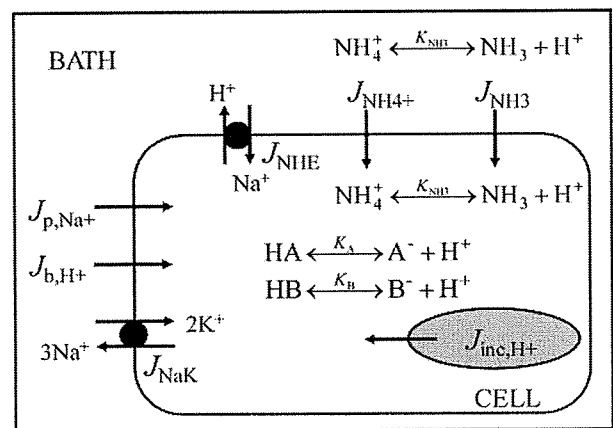 BATH
NH₄⁺ ⟷ K_NH3 NH₃ + H⁺
H⁺
J_NH4+
J_NH3
J_NHE
Na⁺
NH₄⁺ ⟷ K_NH3 NH₃ + H⁺
J_p,Na+
HA ⟷ K_A A⁻ + H⁺
J_b,H+
HB ⟷ K_B B⁻ + H⁺
2K⁺
3Na⁺
J_NaK
J_inc,H+
CELL